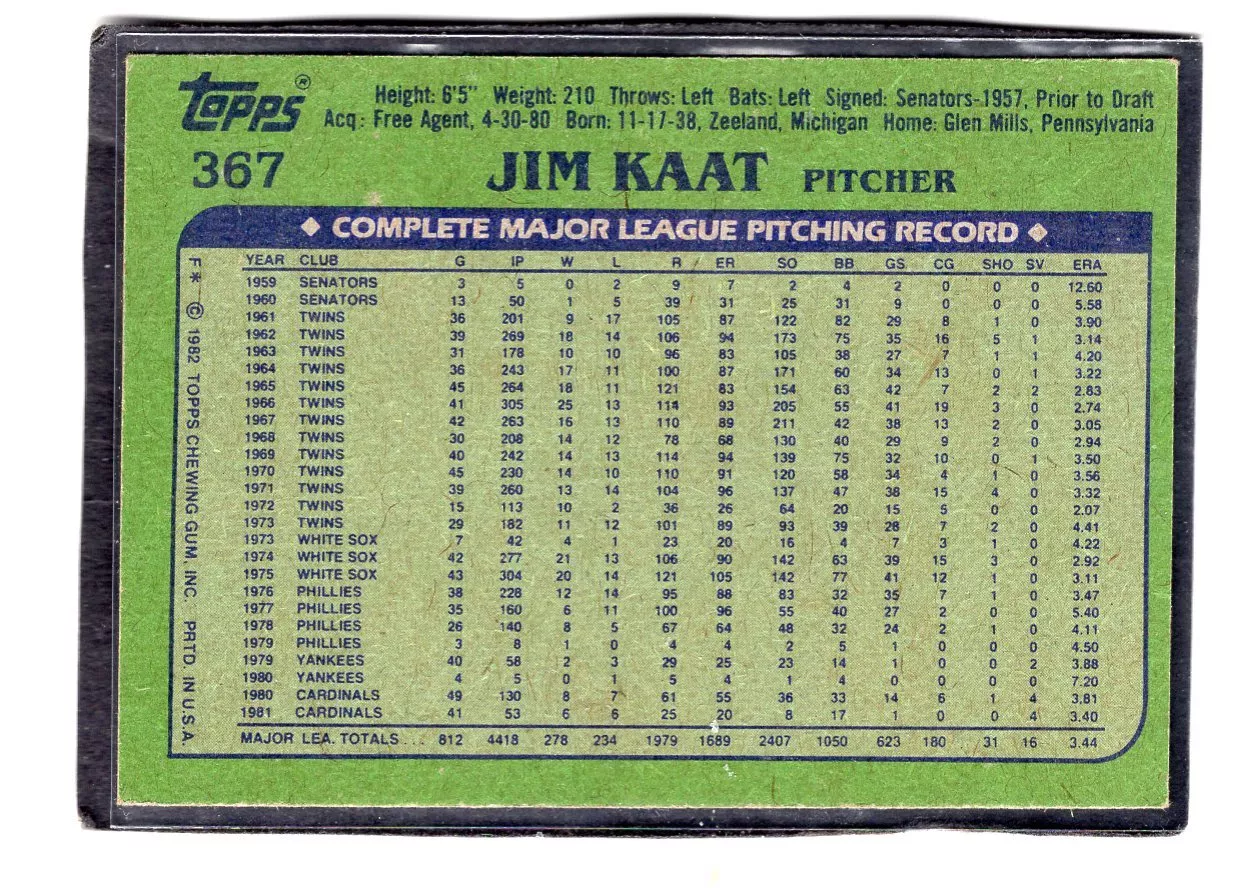 topps®
Height: 6'5" Weight: 210 Throws: Left Bats: Left Signed: Senators-1957, Prior to Draft
Acq: Free Agent, 4-30-80 Born: 11-17-38, Zeeland, Michigan Home: Glen Mills, Pennsylvania
367 JIM KAAT PITCHER
◆ COMPLETE MAJOR LEAGUE PITCHING RECORD ◆
YEAR CLUB G IP W L R ER SO BB GS CG SHO SV ERA
1959 SENATORS 3 5 0 2 9 7 2 4 2 0 0 0 12.60
1960 SENATORS 13 50 1 5 39 31 25 31 9 0 0 0 5.58
1961 TWINS 36 201 9 17 105 87 122 82 29 8 1 0 3.90
1962 TWINS 39 269 18 14 106 94 173 75 35 16 5 1 3.14
1963 TWINS 31 178 10 10 96 83 105 38 27 7 1 1 4.20
1964 TWINS 36 243 17 11 100 87 171 60 34 13 0 1 3.22
1965 TWINS 45 264 18 11 121 83 154 63 42 7 2 2 2.83
1966 TWINS 41 305 25 13 114 93 205 55 41 19 3 0 2.74
1967 TWINS 42 263 16 13 110 89 211 42 38 13 2 0 3.05
1968 TWINS 30 208 14 12 78 68 130 40 29 9 2 0 2.94
1969 TWINS 40 242 14 13 114 94 139 75 32 10 0 1 3.50
1970 TWINS 45 230 14 10 110 91 120 58 34 4 1 0 3.56
1971 TWINS 39 260 13 14 104 96 137 47 38 15 4 0 3.32
1972 TWINS 15 113 10 2 36 26 64 20 15 5 0 0 2.07
1973 TWINS 29 182 11 12 101 89 93 39 28 7 2 0 4.41
1973 WHITE SOX 7 42 4 1 23 20 16 4 7 3 1 0 4.22
1974 WHITE SOX 42 277 21 13 106 90 142 63 39 15 3 0 2.92
1975 WHITE SOX 43 304 20 14 121 105 142 77 41 12 1 0 3.11
1976 PHILLIES 38 228 12 14 95 88 83 32 35 7 1 0 3.47
1977 PHILLIES 35 160 6 11 100 96 55 40 27 2 0 0 5.40
1978 PHILLIES 26 140 8 5 67 64 48 32 24 2 1 0 4.11
1979 PHILLIES 3 8 1 0 4 4 2 5 1 0 0 0 4.50
1979 YANKEES 40 58 2 3 29 25 23 14 1 0 0 2 3.88
1980 YANKEES 4 5 0 1 5 4 1 4 0 0 0 0 7.20
1980 CARDINALS 49 130 8 7 61 55 36 33 14 6 1 4 3.81
1981 CARDINALS 41 53 6 6 25 20 8 17 1 0 0 4 3.40
MAJOR LEA. TOTALS... 812 4418 278 234 1979 1689 2407 1050 623 180 31 16 3.44
F* © 1982 TOPPS CHEWING GUM, INC. PRTD. IN U.S.A.